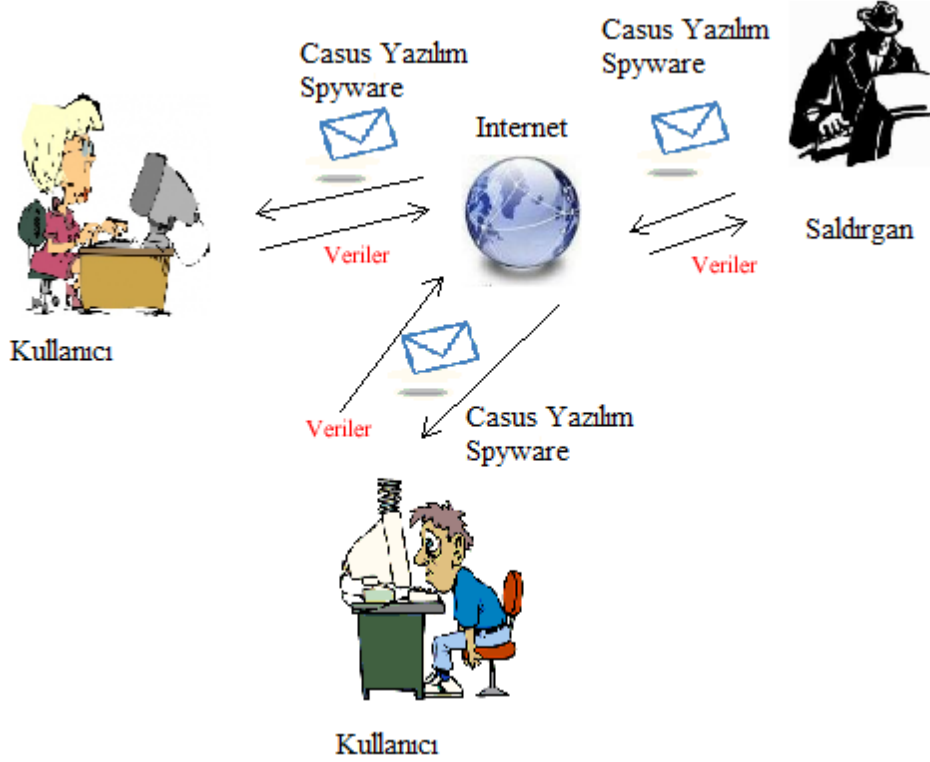 Casus Yazılım
Spyware
Casus Yazılım
Spyware
Internet
Saldırgan
Veriler
Veriler
Kullanıcı
Veriler
Casus Yazılım
Spyware
Kullanıcı